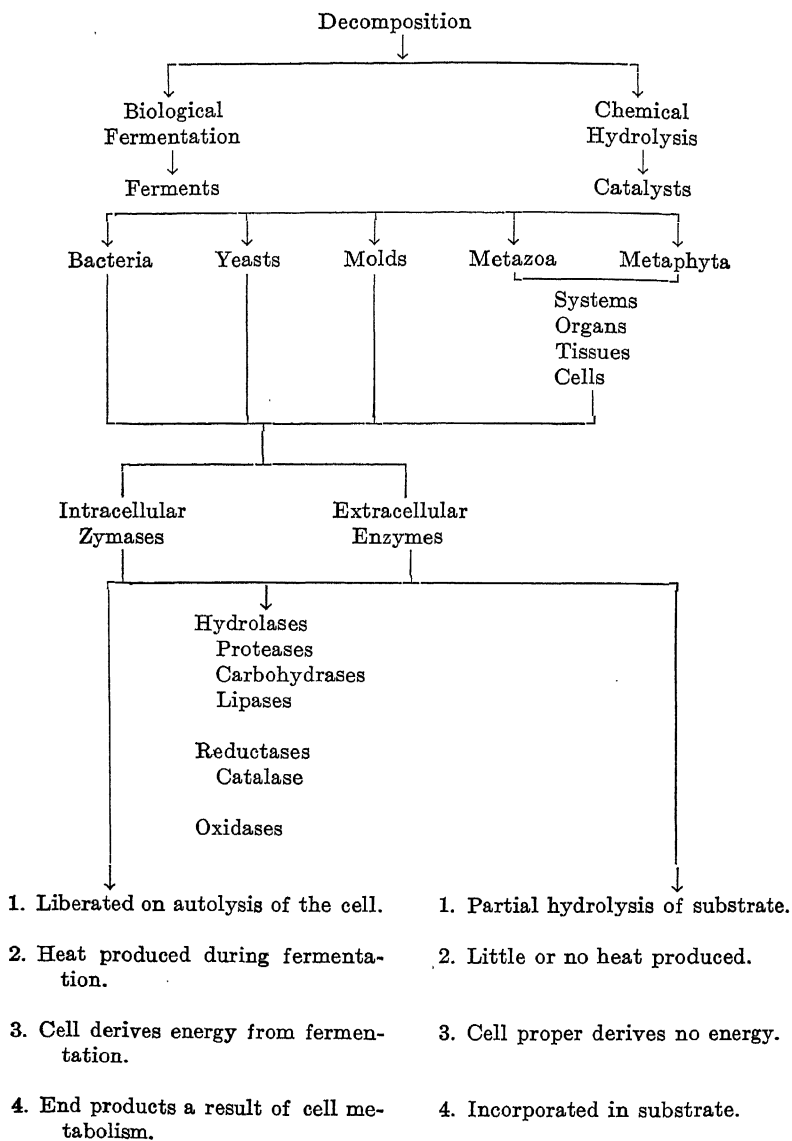 Decomposition
Biological
Fermentation
Chemical
Hydrolysis
Ferments
Catalysts
Bacteria
Yeasts
Molds
Metazoa
Metaphyta
Systems
Organs
Tissues
Cells
Intracellular
Zymases
Extracellular
Enzymes
Hydrolases
Proteases
Carbohydrases
Lipases
Reductases
Catalase
Oxidases
1. Liberated on autolysis of the cell.
2. Heat produced during fermenta-
tion.
3. Cell derives energy from fermen-
tation.
4. End products a result of cell me-
tabolism.
1. Partial hydrolysis of substrate.
2. Little or no heat produced.
3. Cell proper derives no energy.
4. Incorporated in substrate.